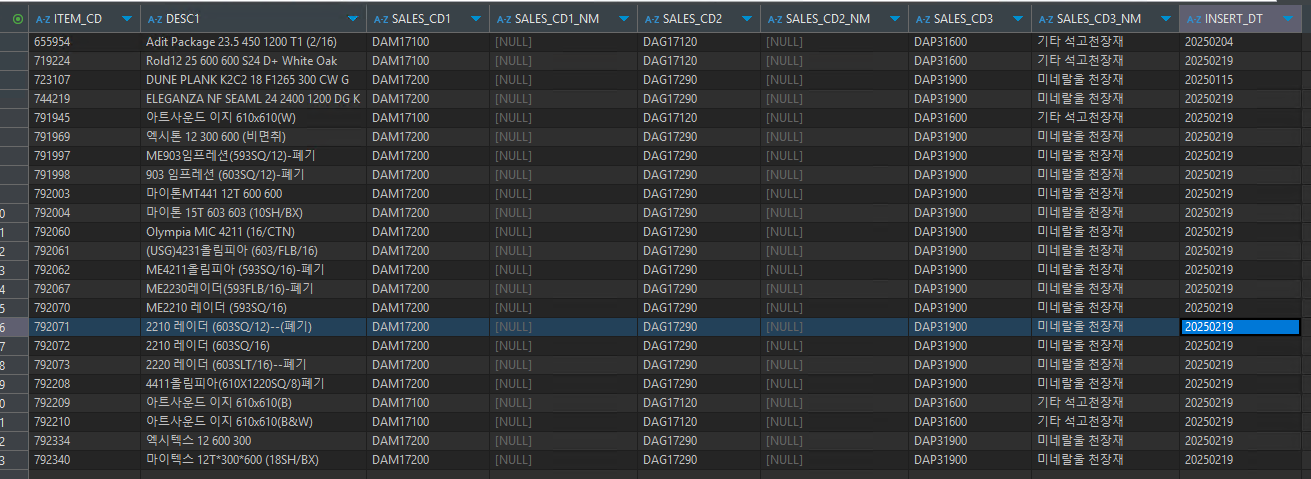 A-Z ITEM_CD A-Z DESC1 A-Z SALES_CD1 A-Z SALES_CD1_NM A-Z SALES_CD2 A-Z SALES_CD2_NM A-Z SALES_CD3 A-Z SALES_CD3_NM A-Z INSERT_DT
655954 Adit Package 23.5 450 1200 T1 (2/16) DAM17100 [NULL] DAG17120 [NULL] DAP31600 기타 석고천장재 20250204
719224 Rold12 25 600 600 S24 D+ White Oak DAM17100 [NULL] DAG17120 [NULL] DAP31600 기타 석고천장재 20250219
723107 DUNE PLANK K2C2 18 F1265 300 CW G DAM17200 [NULL] DAG17290 [NULL] DAP31900 미네랄울 천장재 20250115
744219 ELEGANZA NF SEAML 24 2400 1200 DG K DAM17200 [NULL] DAG17290 [NULL] DAP31900 미네랄울 천장재 20250219
791945 아트사운드 이지 610x610(W) DAM17100 [NULL] DAG17120 [NULL] DAP31600 기타 석고천장재 20250219
791969 엑시톤 12 300 600 (비면취) DAM17200 [NULL] DAG17290 [NULL] DAP31900 미네랄울 천장재 20250219
791997 ME903임프레션(593SQ/12)-폐기 DAM17200 [NULL] DAG17290 [NULL] DAP31900 미네랄울 천장재 20250219
791998 903 임프레션 (603SQ/12)-폐기 DAM17200 [NULL] DAG17290 [NULL] DAP31900 미네랄울 천장재 20250219
792003 마이톤MT441 12T 600 600 DAM17200 [NULL] DAG17290 [NULL] DAP31900 미네랄울 천장재 20250219
0 792004 마이톤 15T 603 603 (10SH/BX) DAM17200 [NULL] DAG17290 [NULL] DAP31900 미네랄울 천장재 20250219
1 792060 Olympia MIC 4211 (16/CTN) DAM17200 [NULL] DAG17290 [NULL] DAP31900 미네랄울 천장재 20250219
2 792061 (USG)4231올림피아 (603/FLB/16) DAM17200 [NULL] DAG17290 [NULL] DAP31900 미네랄울 천장재 20250219
3 792062 ME4211올림피아 (593SQ/16)-폐기 DAM17200 [NULL] DAG17290 [NULL] DAP31900 미네랄울 천장재 20250219
4 792067 ME2230레이더(593FLB/16)-폐기 DAM17200 [NULL] DAG17290 [NULL] DAP31900 미네랄울 천장재 20250219
5 792070 ME2210 레이더 (593SQ/16) DAM17200 [NULL] DAG17290 [NULL] DAP31900 미네랄울 천장재 20250219
6 792071 2210 레이더 (603SQ/12)--(폐기) DAM17200 [NULL] DAG17290 [NULL] DAP31900 미네랄울 천장재 20250219
7 792072 2210 레이더 (603SQ/16) DAM17200 [NULL] DAG17290 [NULL] DAP31900 미네랄울 천장재 20250219
8 792073 2220 레이더 (603SLT/16)--폐기 DAM17200 [NULL] DAG17290 [NULL] DAP31900 미네랄울 천장재 20250219
9 792208 4411올림피아(610X1220SQ/8)폐기 DAM17200 [NULL] DAG17290 [NULL] DAP31900 미네랄울 천장재 20250219
0 792209 아트사운드 이지 610x610(B) DAM17100 [NULL] DAG17120 [NULL] DAP31600 기타 석고천장재 20250219
1 792210 아트사운드 이지 610x610(B&W) DAM17100 [NULL] DAG17120 [NULL] DAP31600 기타 석고천장재 20250219
2 792334 엑시텍스 12 600 300 DAM17200 [NULL] DAG17290 [NULL] DAP31900 미네랄울 천장재 20250219
3 792340 마이텍스 12T*300*600 (18SH/BX) DAM17200 [NULL] DAG17290 [NULL] DAP31900 미네랄울 천장재 20250219